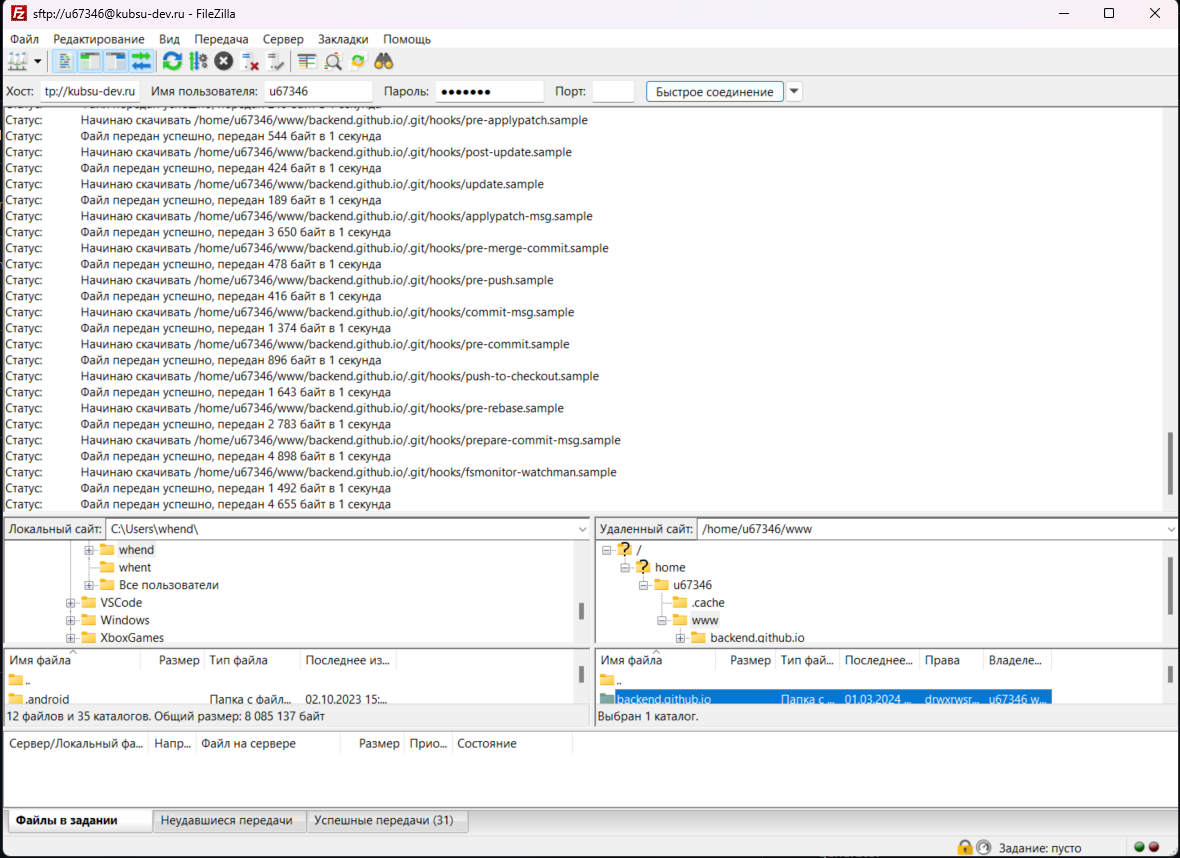 sftp://u67346@kubsu-dev.ru - FileZilla
Файл Редактирование Вид Передача Сервер Закладки Помощь
Хост: tp://kubsu-dev.ru Имя пользователя: u67346 Пароль: ●●●●●●● Порт: Быстрое соединение
Статус: Начинаю скачивать /home/u67346/www/backend.github.io/.git/hooks/pre-applypatch.sample
Статус: Файл передан успешно, передан 544 байт в 1 секунда
Статус: Начинаю скачивать /home/u67346/www/backend.github.io/.git/hooks/post-update.sample
Статус: Файл передан успешно, передан 424 байт в 1 секунда
Статус: Начинаю скачивать /home/u67346/www/backend.github.io/.git/hooks/update.sample
Статус: Файл передан успешно, передан 189 байт в 1 секунда
Статус: Начинаю скачивать /home/u67346/www/backend.github.io/.git/hooks/applypatch-msg.sample
Статус: Файл передан успешно, передан 3 650 байт в 1 секунда
Статус: Начинаю скачивать /home/u67346/www/backend.github.io/.git/hooks/pre-merge-commit.sample
Статус: Файл передан успешно, передан 478 байт в 1 секунда
Статус: Начинаю скачивать /home/u67346/www/backend.github.io/.git/hooks/pre-push.sample
Статус: Файл передан успешно, передан 416 байт в 1 секунда
Статус: Начинаю скачивать /home/u67346/www/backend.github.io/.git/hooks/commit-msg.sample
Статус: Файл передан успешно, передан 1 374 байт в 1 секунда
Статус: Начинаю скачивать /home/u67346/www/backend.github.io/.git/hooks/pre-commit.sample
Статус: Файл передан успешно, передан 896 байт в 1 секунда
Статус: Начинаю скачивать /home/u67346/www/backend.github.io/.git/hooks/push-to-checkout.sample
Статус: Файл передан успешно, передан 1 643 байт в 1 секунда
Статус: Начинаю скачивать /home/u67346/www/backend.github.io/.git/hooks/pre-rebase.sample
Статус: Файл передан успешно, передан 2 783 байт в 1 секунда
Статус: Начинаю скачивать /home/u67346/www/backend.github.io/.git/hooks/prepare-commit-msg.sample
Статус: Файл передан успешно, передан 4 898 байт в 1 секунда
Статус: Начинаю скачивать /home/u67346/www/backend.github.io/.git/hooks/fsmonitor-watchman.sample
Статус: Файл передан успешно, передан 1 492 байт в 1 секунда
Статус: Файл передан успешно, передан 4 655 байт в 1 секунда
Локальный сайт: C:\Users\whend\
whend
whent
Все пользователи
VSCode
Windows
XboxGames
Удаленный сайт: /home/u67346/www
/
home
u67346
.cache
www
backend.github.io
Имя файла Размер Тип файла Последнее из...
..
.android Папка с файл... 02.10.2023 15:...
12 файлов и 35 каталогов. Общий размер: 8 085 137 байт
Имя файла Размер Тип фай... Последнее... Права Владеле...
..
backend.github.io Папка с ... 01.03.2024 ... drwxrwsr... u67346 w...
Выбран 1 каталог.
Сервер/Локальный фа... Напр... Файл на сервере Размер Прио... Состояние
Файлы в задании Неудавшиеся передачи Успешные передачи (31)
Задание: пусто